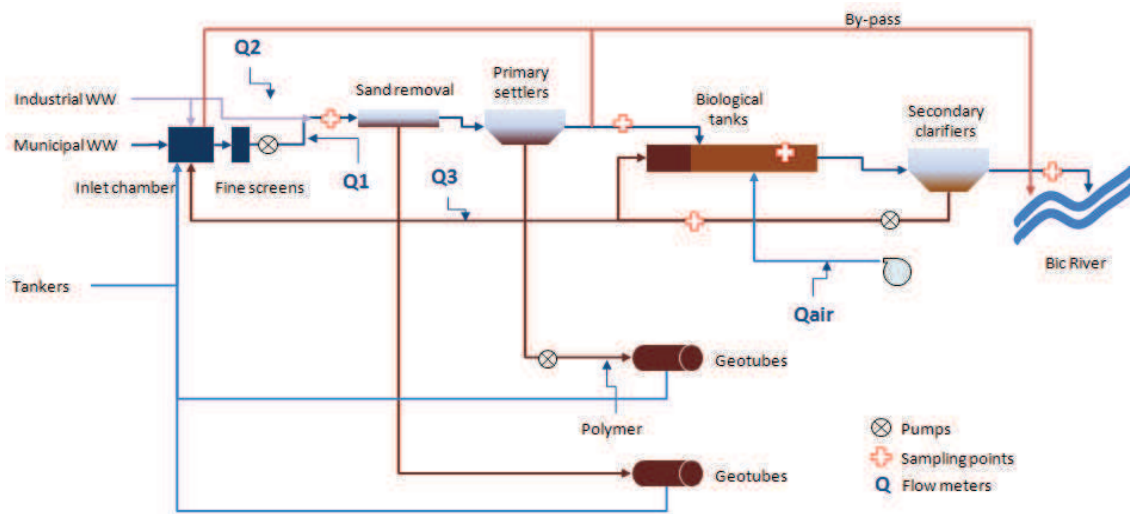 By-pass
Q2
Primary
settlers
Industrial WW
Sand removal
Biological
tanks
Secondary
clarifiers
Municipal WW
Inlet chamber
Fine screens
Q1
Q3
Bic River
Tankers
Qair
Geotubes
Polymer
Pumps
Sampling points
Geotubes
Q Flow meters